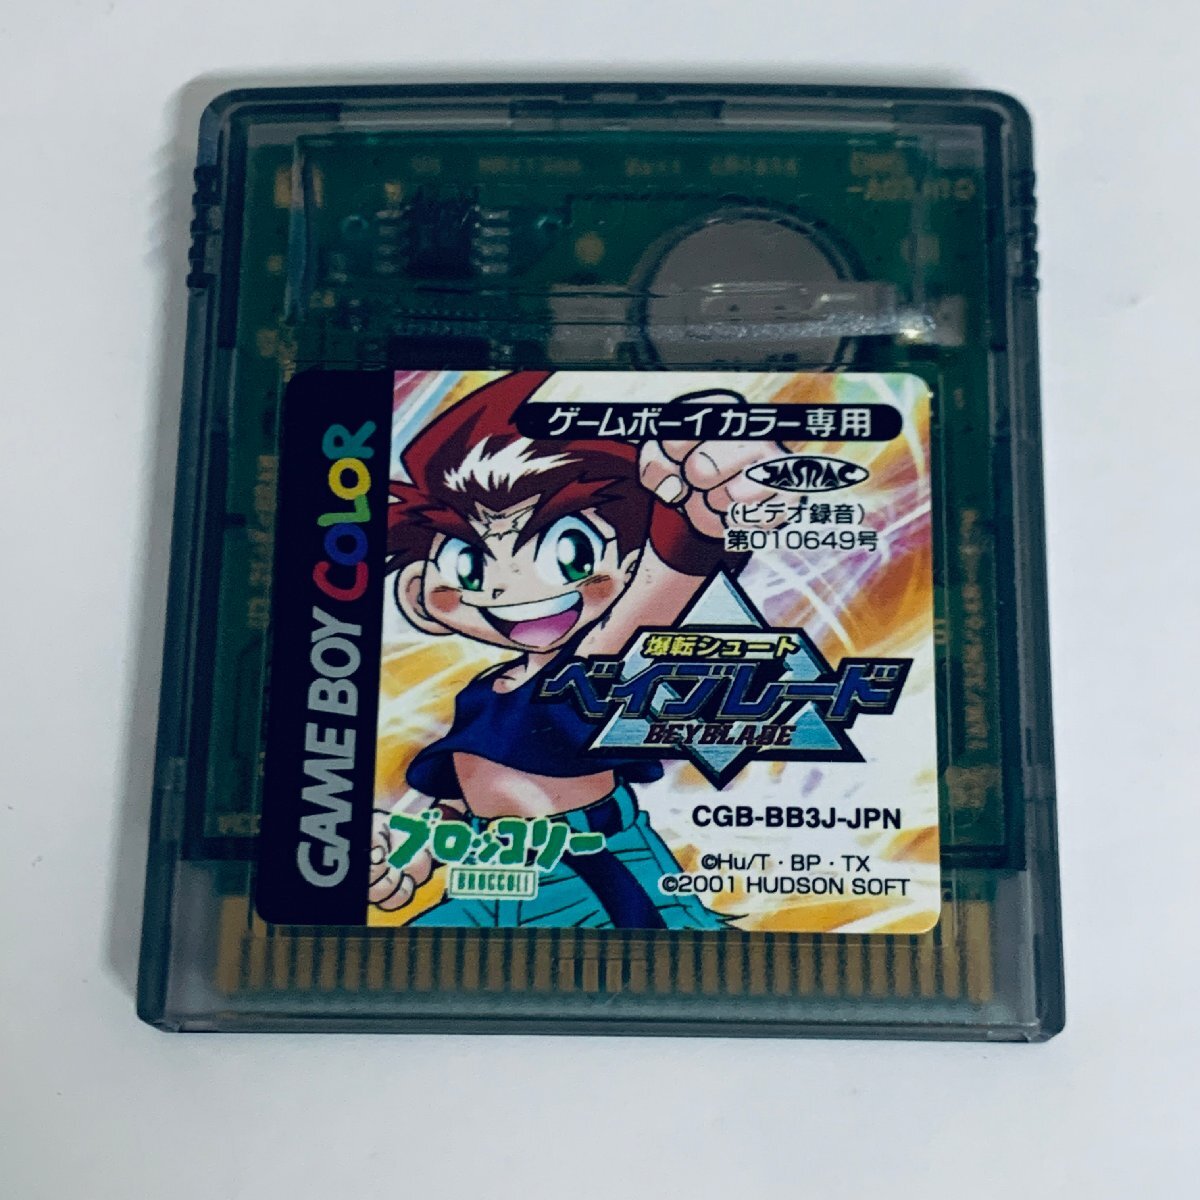 GAME BOY COLOR
ゲームボーイカラー専用
JASRAC
(ビデオ録音)
第010649号
爆転シュート
ベイブレード
BEYBLADE
CGB-BB3J-JPN
ブロッコリー
BROCCOLI
©Hu/T・BP・TX
©2001 HUDSON SOFT